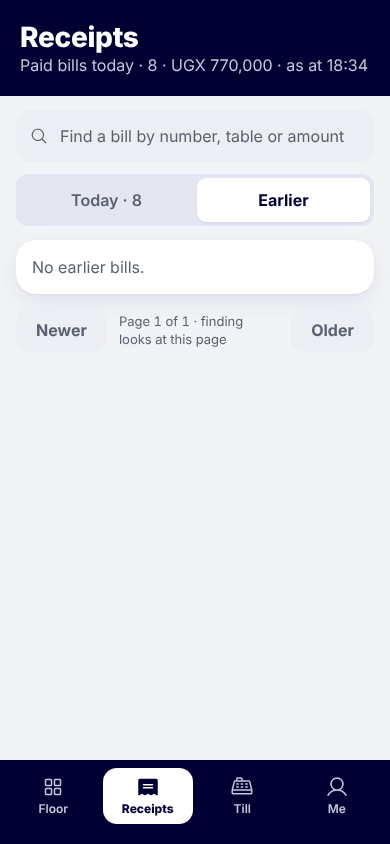 Receipts
Paid bills today · 8 · UGX 770,000 · as at 18:34
Find a bill by number, table or amount
Today · 8
Earlier
No earlier bills.
Newer
Page 1 of 1 · finding
looks at this page
Older
Floor
Receipts
Till
Me